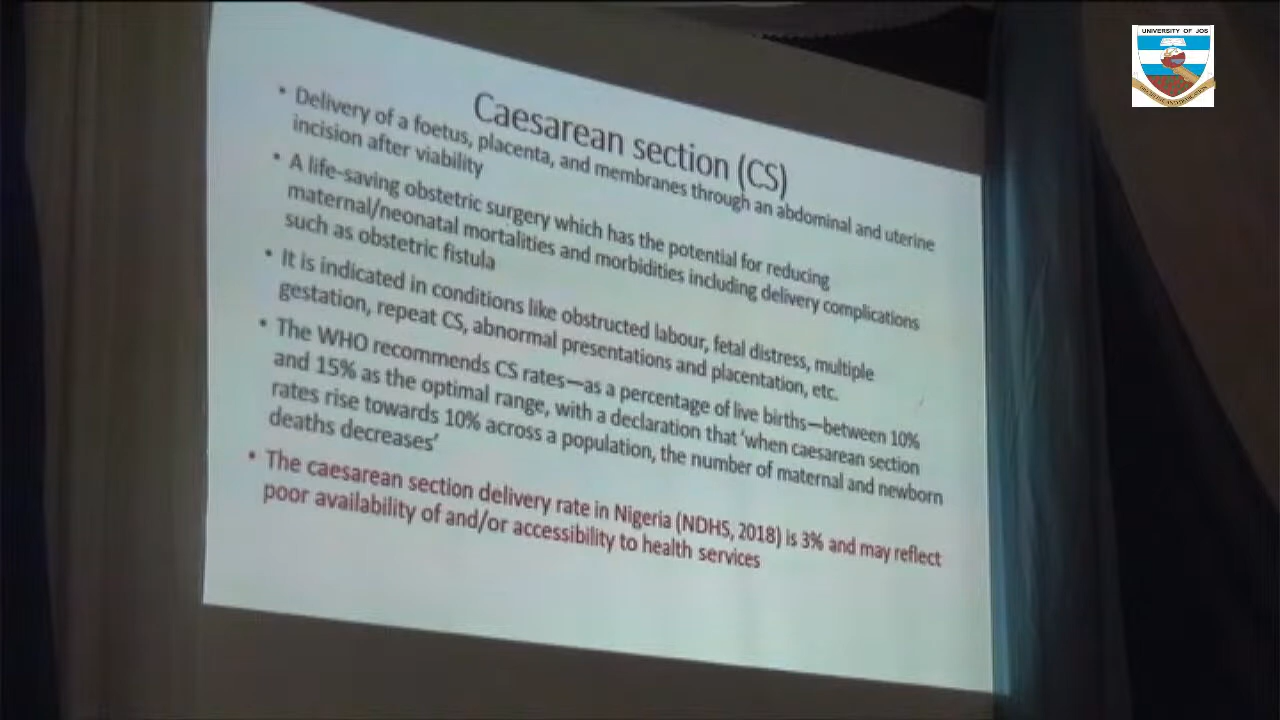 UNIVERSITY OF JOS
Caesarean section (CS)
• Delivery of a foetus, placenta, and membranes through an abdominal and uterine
incision after viability
• A life-saving obstetric surgery which has the potential for reducing
maternal/neonatal mortalities and morbidities including delivery complications
such as obstetric fistula
• It is indicated in conditions like obstructed labour, fetal distress, multiple
gestation, repeat CS, abnormal presentations and placentation, etc.
• The WHO recommends CS rates—as a percentage of live births—between 10%
and 15% as the optimal range, with a declaration that ‘when caesarean section
rates rise towards 10% across a population, the number of maternal and newborn
deaths decreases’
• The caesarean section delivery rate in Nigeria (NDHS, 2018) is 3% and may reflect
poor availability of and/or accessibility to health services